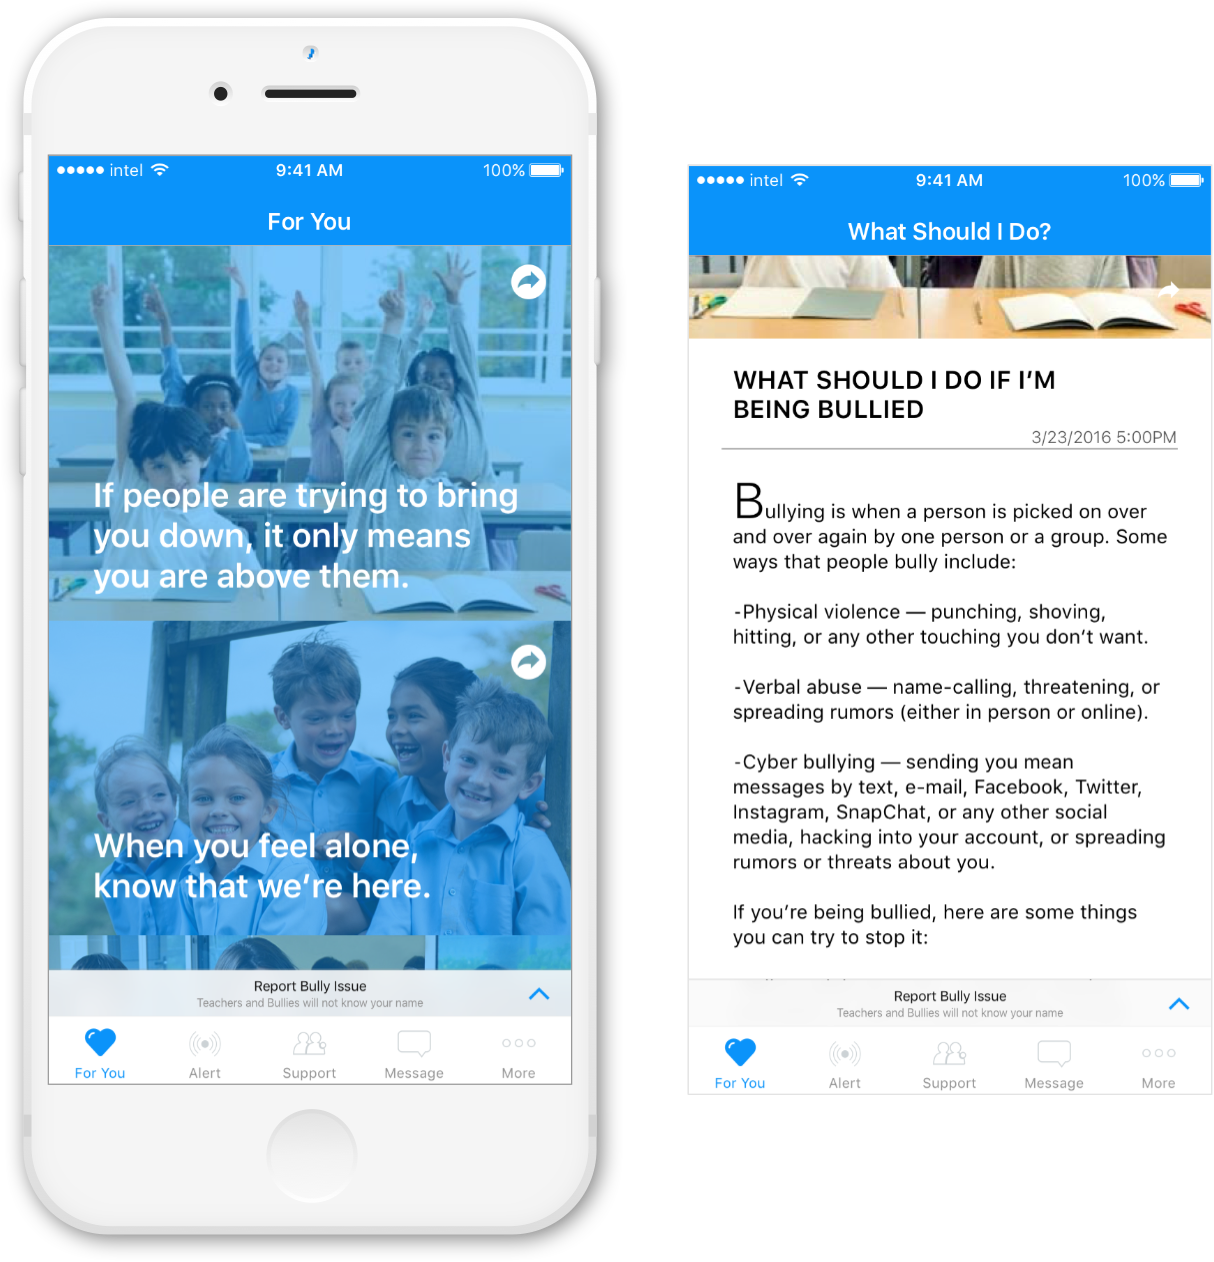 intel
9:41 AM
100%
For You
If people are trying to bring
you down, it only means
you are above them.
When you feel alone,
know that we're here.
Report Bully Issue
Teachers and Bullies will not know your name
For You
Alert
Support
Message
More
intel
9:41 AM
100%
What Should I Do?
WHAT SHOULD I DO IF I'M
BEING BULLIED
3/23/2016 5:00PM
Bullying is when a person is picked on over
and over again by one person or a group. Some
ways that people bully include:
-Physical violence — punching, shoving,
hitting, or any other touching you don't want.
-Verbal abuse — name-calling, threatening, or
spreading rumors (either in person or online).
-Cyber bullying — sending you mean
messages by text, e-mail, Facebook, Twitter,
Instagram, SnapChat, or any other social
media, hacking into your account, or spreading
rumors or threats about you.
If you're being bullied, here are some things
you can try to stop it:
Report Bully Issue
Teachers and Bullies will not know your name
For You
Alert
Support
Message
More